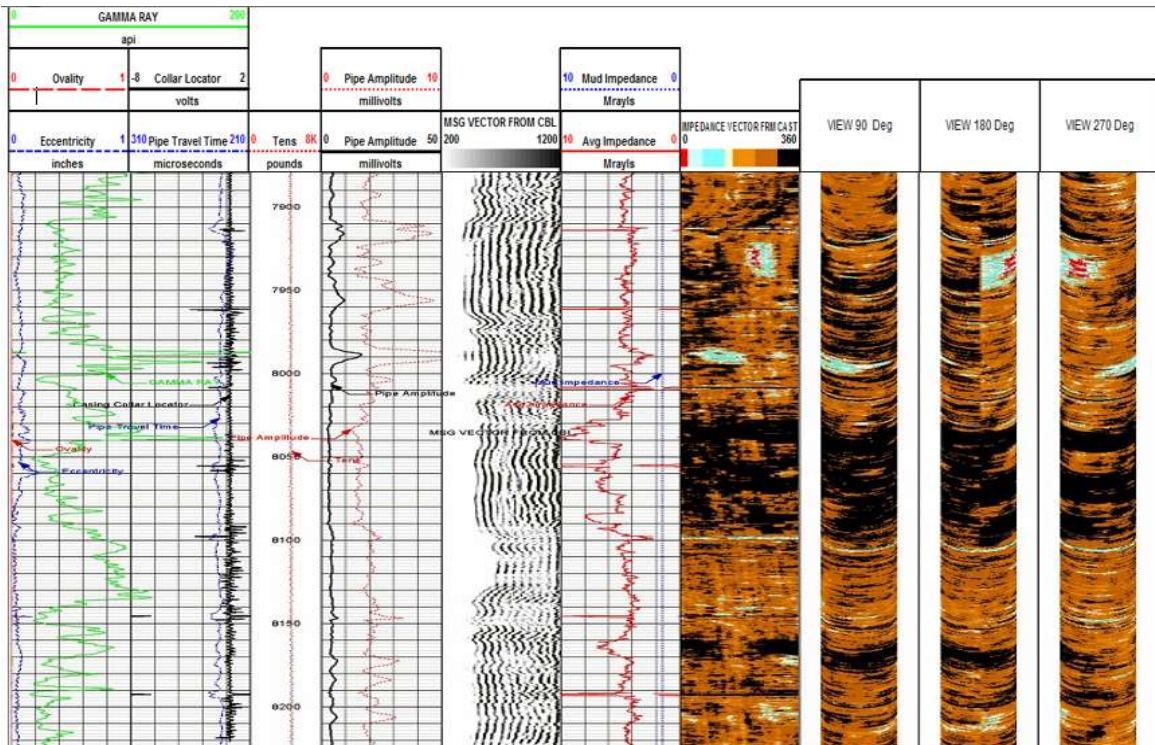 0 GAMMA RAY 200
api
0 Ovality 1
-8 Collar Locator 2
volts
0 Eccentricity 1
inches
310 Pipe Travel Time 210
microseconds
0 Tens 8K
pounds
0 Pipe Amplitude 10
millivolts
0 Pipe Amplitude 50
millivolts
MSG VECTOR FROM CBL
200 1200
10 Mud Impedance 0
Mrayls
10 Avg Impedance 0
Mrayls
IMPEDANCE VECTOR FRM CAST
0 360
VIEW 90 Deg
VIEW 180 Deg
VIEW 270 Deg
7900
7950
8000
8050
8100
8150
8200
GAMMA RAY
Casing Collar Locator
Pipe Travel Time
Ovality
Eccentricity
Pipe Amplitude
Pipe Amplitude
Tens
MSG VECTOR FROM CBL
Mud Impedance
Avg Impedance